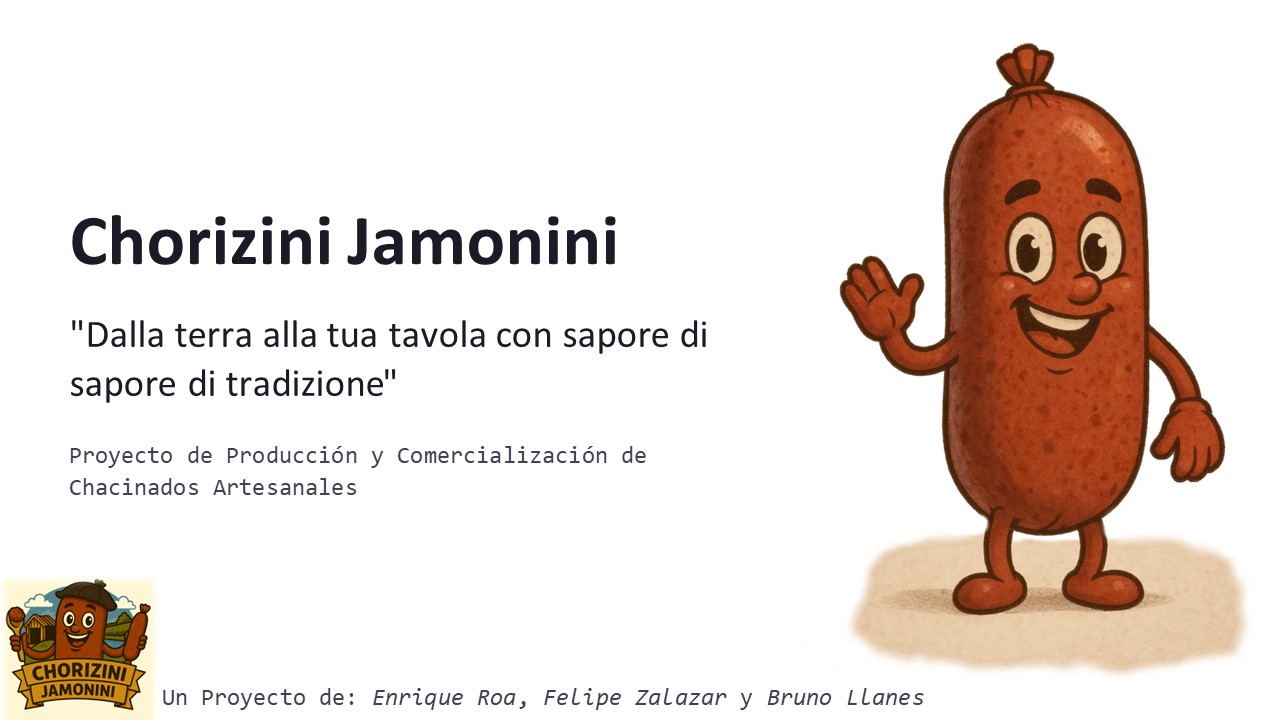 Chorizini Jamonini
"Dalla terra alla tua tavola con sapore di
sapore di tradizione"
Proyecto de Producción y Comercialización de
Chacinados Artesanales
CHORIZINI
JAMONINI
Un Proyecto de: Enrique Roa, Felipe Zalazar y Bruno Llanes